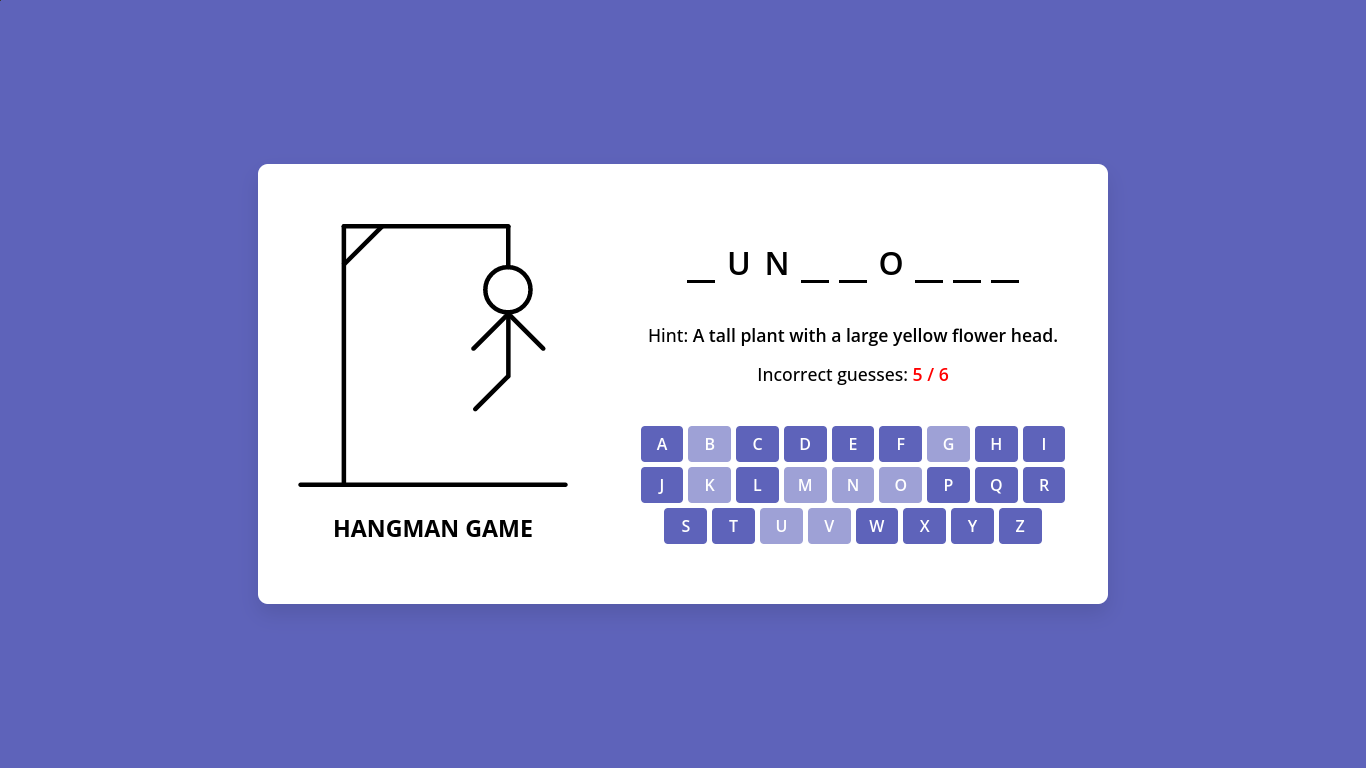 _ U N _ _ O _ _ _
Hint: A tall plant with a large yellow flower head.
Incorrect guesses: 5 / 6
A B C D E F G H I
J K L M N O P Q R
S T U V W X Y Z
HANGMAN GAME